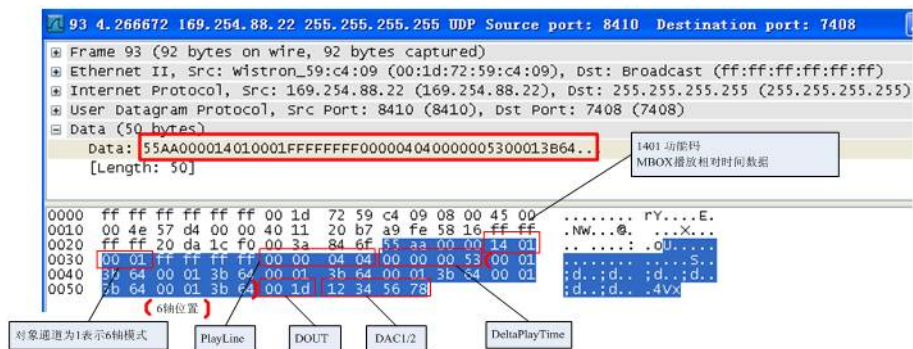 93 4.266672 169.254.88.22 255.255.255.255 UDP Source port: 8410 Destination port: 7408
Frame 93 (92 bytes on wire, 92 bytes captured)
Ethernet II, Src: Wistron_59:c4:09 (00:1d:72:59:c4:09), Dst: Broadcast (ff:ff:ff:ff:ff:ff)
Internet Protocol, Src: 169.254.88.22 (169.254.88.22), Dst: 255.255.255.255 (255.255.255.255)
User Datagram Protocol, Src Port: 8410 (8410), Dst Port: 7408 (7408)
Data (50 bytes)
Data: 55AA000014010001FFFFFFFF000004040000005300013B64...
[Length: 50]
1401 功能码
MBOX播放相对时间数据
0000 ff ff ff ff ff ff 00 1d 72 59 c4 09 08 00 45 00 ........ rY....E.
0010 00 4e 57 d4 00 00 40 11 20 b7 a9 fe 58 16 ff ff .NW...@. ...X...
0020 ff ff 20 da 1c f0 00 3a 84 6f 55 aa 00 00 14 01 .. ....: .oU.....
0030 00 01 ff ff ff ff 00 00 04 04 00 00 00 53 00 01 ........ .....S..
0040 3b 64 00 01 3b 64 00 01 3b 64 00 01 3b 64 00 01 ;d..;d.. ;d..;d..
0050 3b 64 00 01 3b 64 00 1d 12 34 56 78 ;d..;d.. .4Vx
(6轴位置)
对象通道为1表示6轴模式
PlayLine
DOUT
DAC1/2
DeltaPlayTime